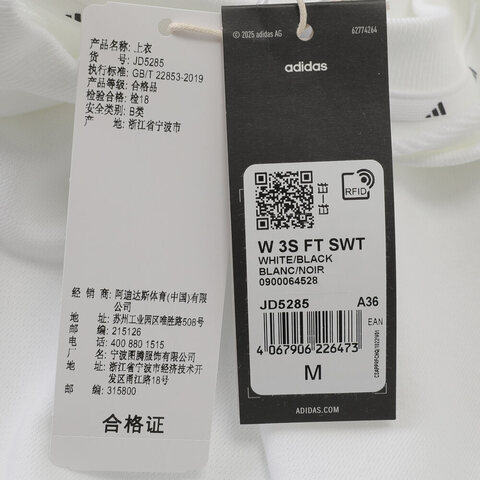 产品名称: 上衣
货 号: JD5285
执行标准: GB/T 22853-2019
产品等级: 合格品
检验合格: 检18
安全类别: B类
产 地: 浙江省宁波市
经 销 商: 阿迪达斯体育(中国)有限
公司
地 址: 苏州工业园区唯胜路508号
邮 编: 215126
电 话: 400 880 1515
制 造 商: 宁波图腾服饰有限公司
地 址: 浙江省宁波市经济技术开
发区甬江南路18号
邮 编: 315800
合格证
© 2025 adidas AG
62774264
adidas
RFID
W 3S FT SWT
WHITE/BLACK
BLANC/NOIR
0900064528
JD5285 A36
EAN
4 067906 226473
M
ADIDAS.COM